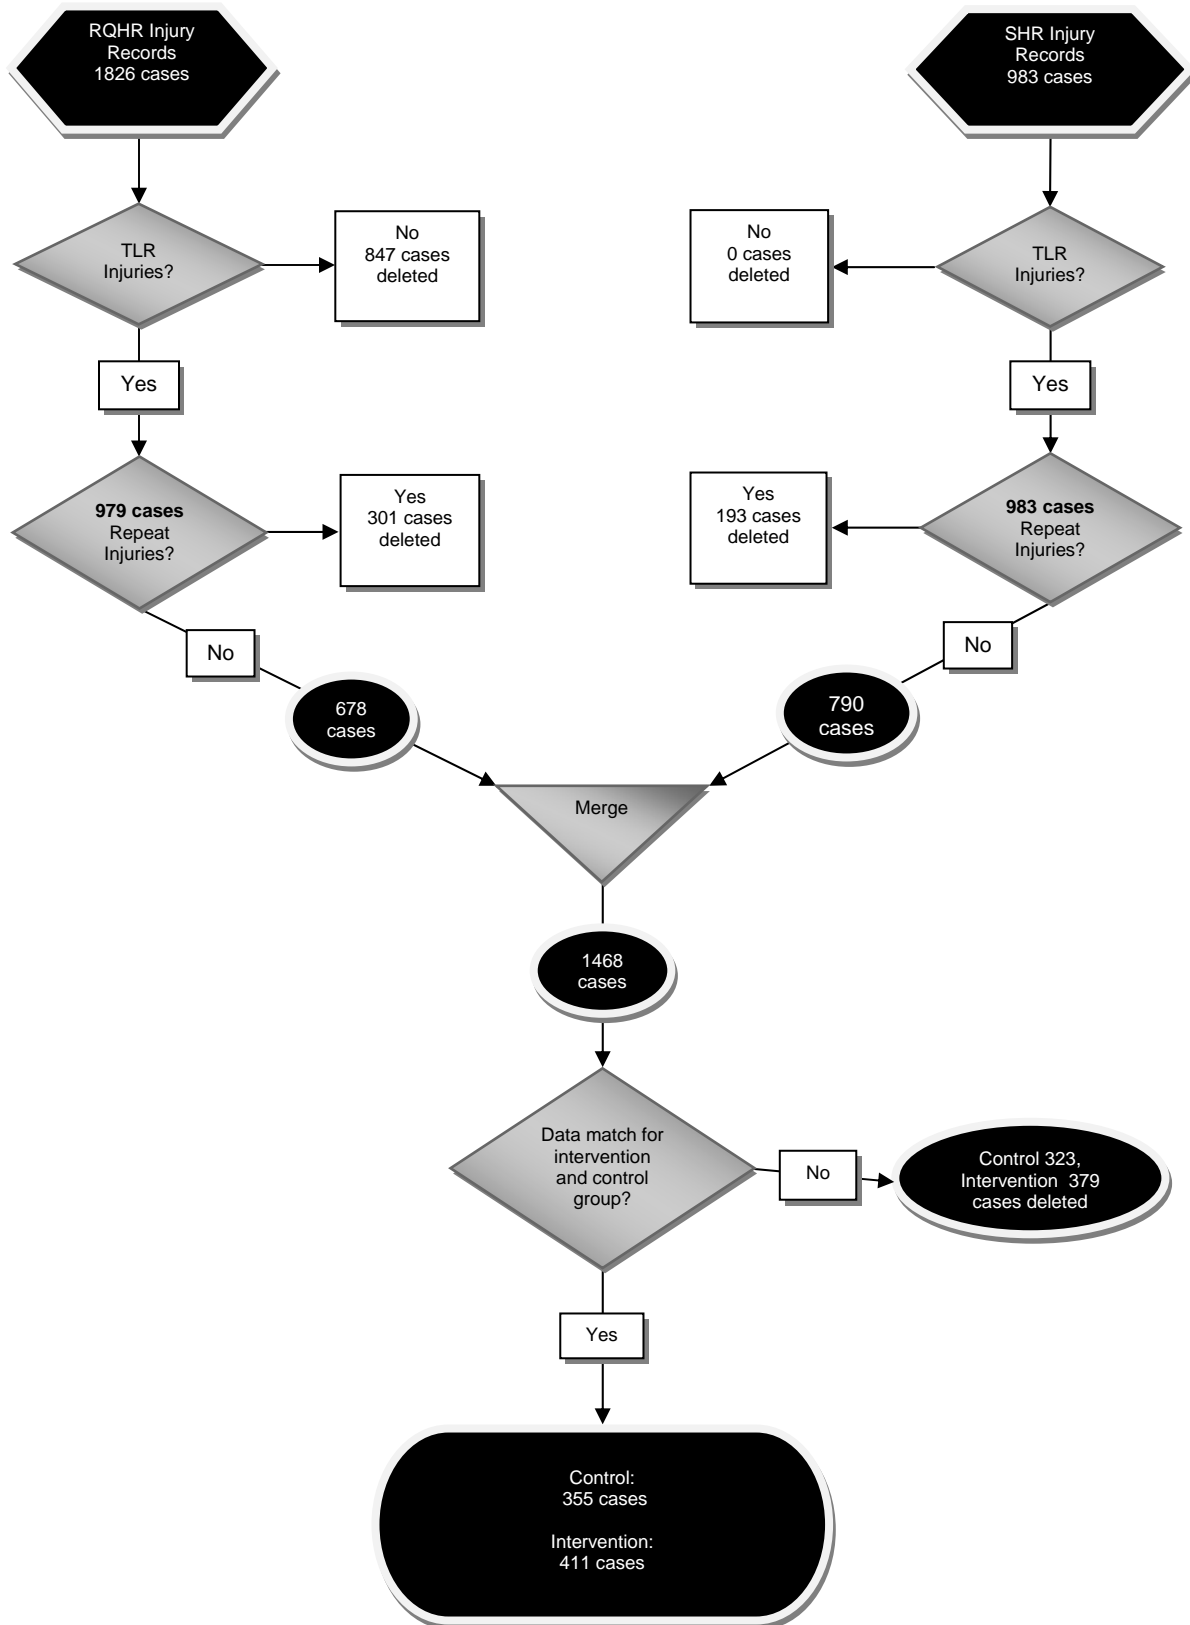 RQHR Injury
Records
1826 cases
SHR Injury
Records
983 cases
TLR
Injuries?
No
847 cases
deleted
No
0 cases
deleted
TLR
Injuries?
Yes
Yes
979 cases
Repeat
Injuries?
Yes
301 cases
deleted
Yes
193 cases
deleted
983 cases
Repeat
Injuries?
No
No
678
cases
790
cases
Merge
1468
cases
Data match for
intervention
and control
group?
No
Control 323,
Intervention  379
cases deleted
Yes
Control:
355 cases
Intervention:
411 cases